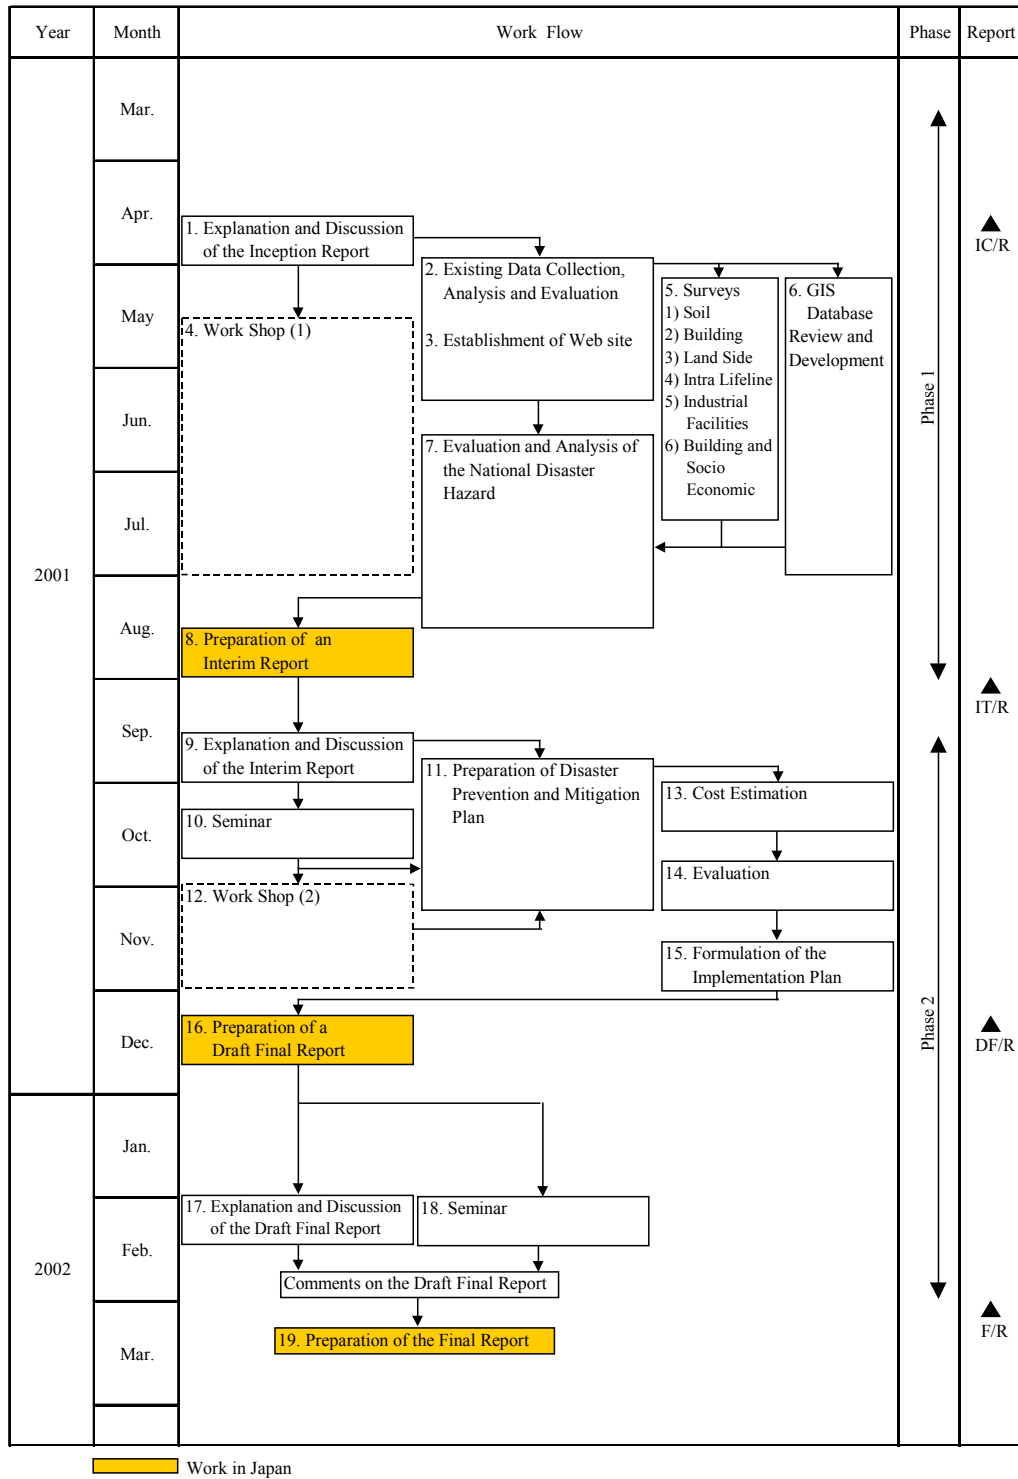 Year
Month
Work Flow
Phase
Report
Mar.
Apr.
May
Jun.
Jul.
Aug.
Sep.
Oct.
Nov.
Dec.
Jan.
Feb.
Mar.
2001
2002
1. Explanation and Discussion
of the Inception Report
2. Existing Data Collection,
Analysis and Evaluation
3. Establishment of Web site
4. Work Shop (1)
5. Surveys
1) Soil
2) Building
3) Land Side
4) Intra Lifeline
5) Industrial
Facilities
6) Building and
Socio
Economic
6. GIS
Database
Review and
Development
7. Evaluation and Analysis of
the National Disaster
Hazard
8. Preparation of an
Interim Report
9. Explanation and Discussion
of the Interim Report
10. Seminar
11. Preparation of Disaster
Prevention and Mitigation
Plan
12. Work Shop (2)
13. Cost Estimation
14. Evaluation
15. Formulation of the
Implementation Plan
16. Preparation of a
Draft Final Report
17. Explanation and Discussion
of the Draft Final Report
18. Seminar
Comments on the Draft Final Report
19. Preparation of the Final Report
Phase 1
Phase 2
IC/R
IT/R
DF/R
F/R
Work in Japan